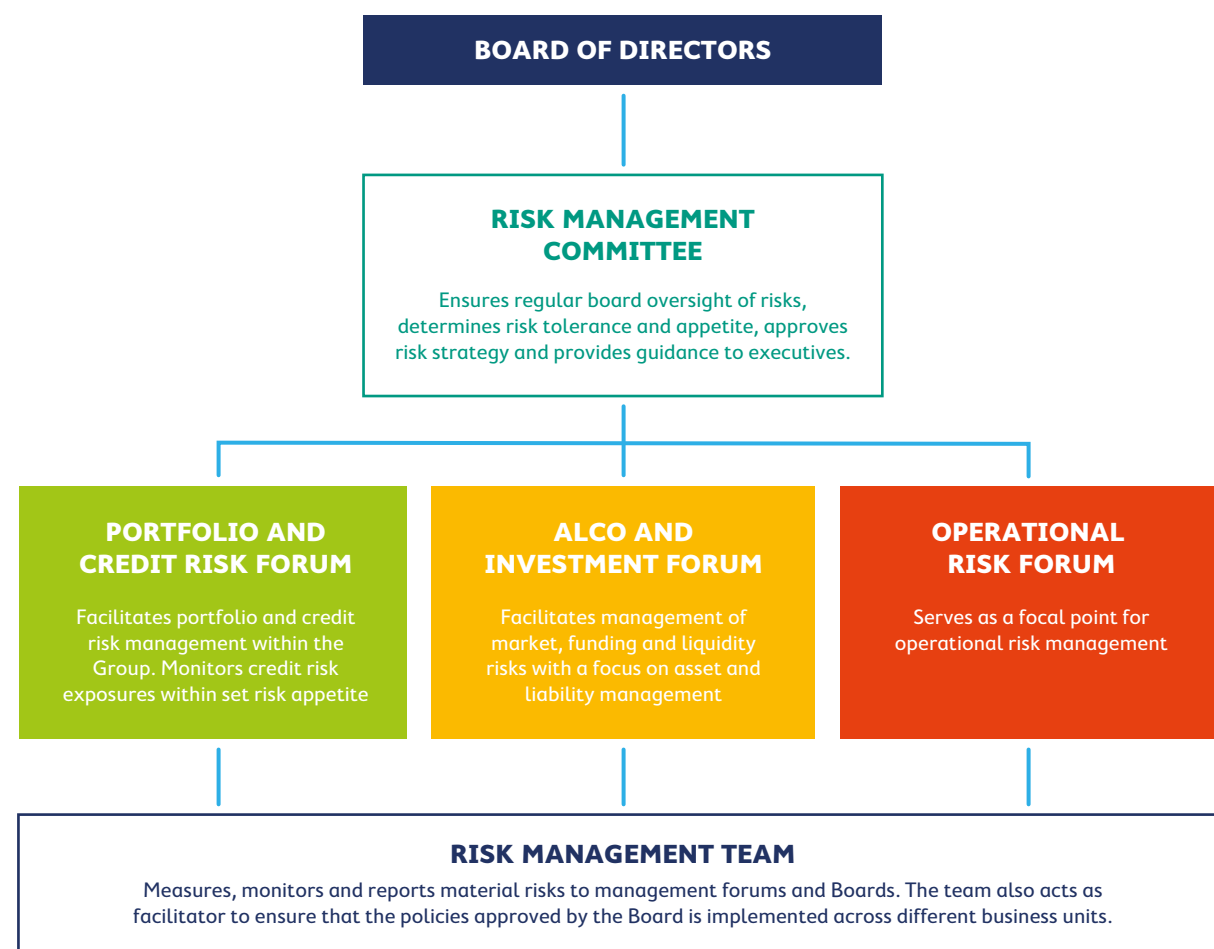 BOARD OF DIRECTORS
RISK MANAGEMENT
COMMITTEE
Ensures regular board oversight of risks,
determines risk tolerance and appetite, approves
risk strategy and provides guidance to executives.
PORTFOLIO AND
CREDIT RISK FORUM
Facilitates portfolio and credit
risk management within the
Group. Monitors credit risk
exposures within set risk appetite
ALCO AND
INVESTMENT FORUM
Facilitates management of
market, funding and liquidity
risks with a focus on asset and
liability management
OPERATIONAL
RISK FORUM
Serves as a focal point for
operational risk management
RISK MANAGEMENT TEAM
Measures, monitors and reports material risks to management forums and Boards. The team also acts as
facilitator to ensure that the policies approved by the Board is implemented across different business units.